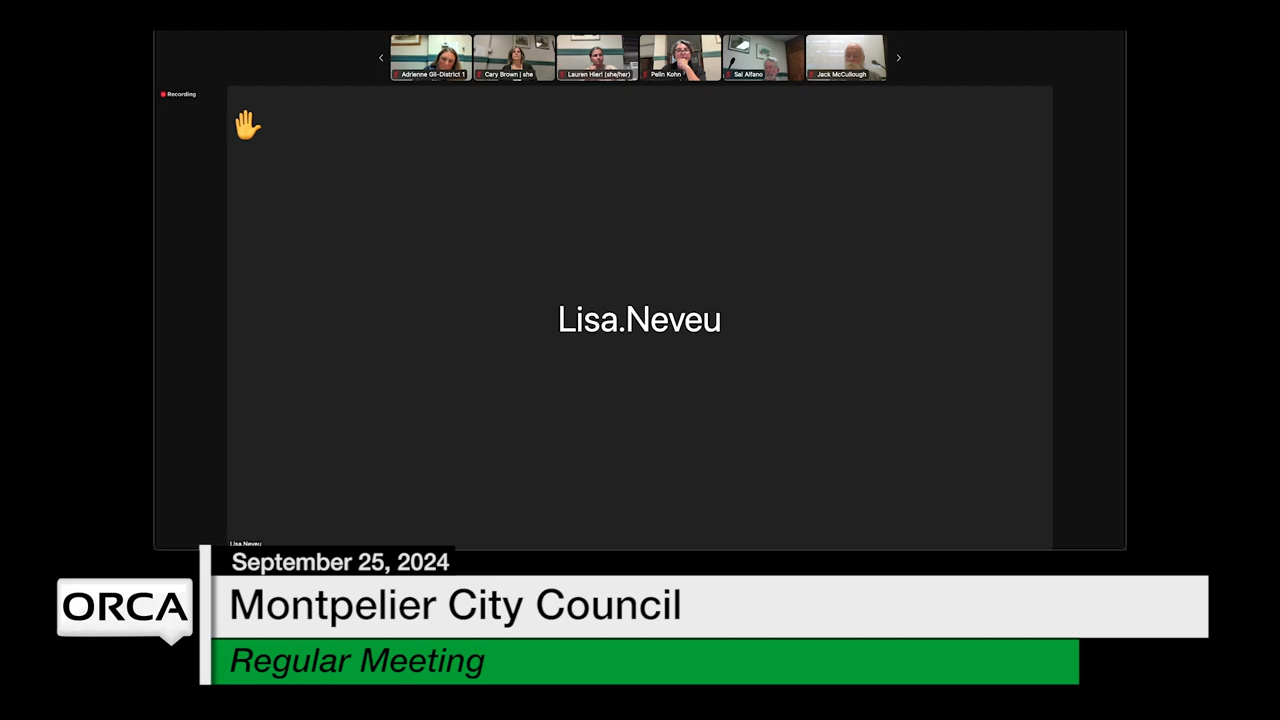 Adrienne Gil-District 1
Cary Brown | she
Lauren Hierl (she/her)
Pelin Kohn
Sal Alfano
Jack McCullough
Recording
Lisa.Neveu
Lisa.Neveu
September 25, 2024
ORCA
Montpelier City Council
Regular Meeting